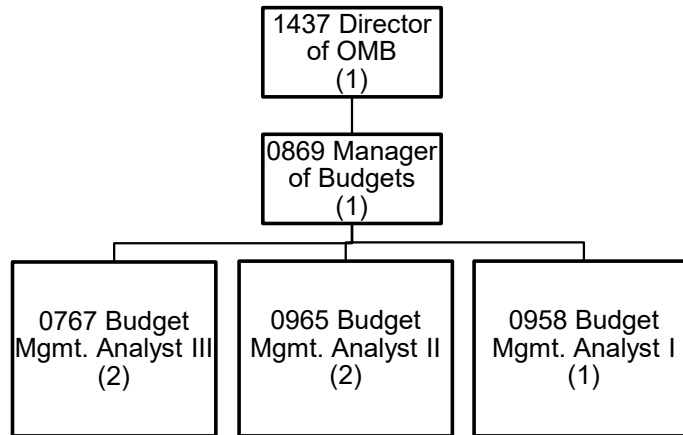 1437 Director
of OMB
(1)
0869 Manager
of Budgets
(1)
0767 Budget
Mgmt. Analyst III
(2)
0965 Budget
Mgmt. Analyst II
(2)
0958 Budget
Mgmt. Analyst I
(1)